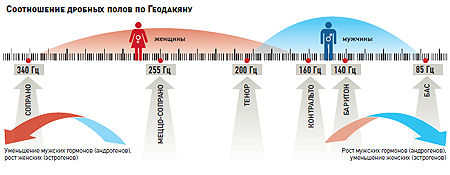 Соотношение дробных полов по Геодакяну
женщины
мужчины
340 Гц
255 Гц
200 Гц
160 Гц
140 Гц
85 Гц
СОПРАНО
МЕЦЦО-СОПРАНО
ТЕНОР
КОНТРАЛЬТО
БАРИТОН
БАС
Уменьшение мужских гормонов (андрогенов),
рост женских (эстрогенов)
Рост мужских гормонов (андрогенов),
уменьшение женских (эстрогенов)